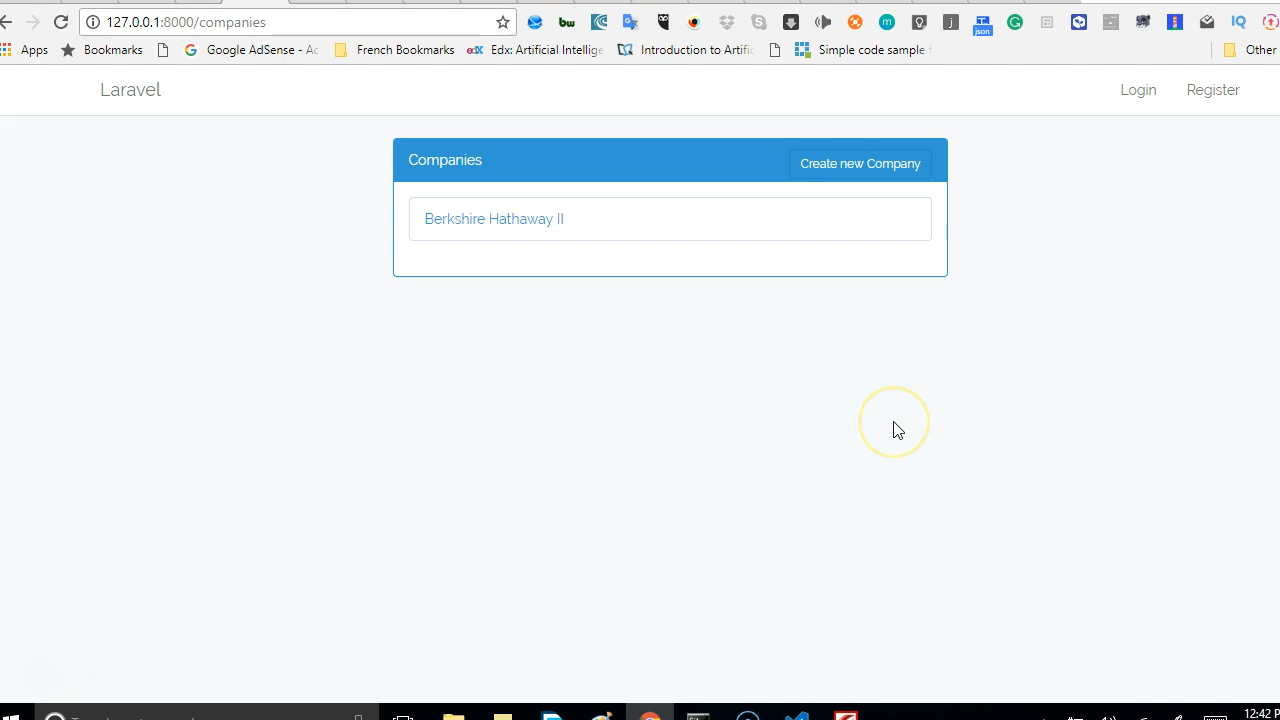 127.0.0.1:8000/companies
Apps Bookmarks Google AdSense - Ac French Bookmarks Edx: Artificial Intellige Introduction to Artific Simple code sample Other
Laravel Login Register
Companies Create new Company
Berkshire Hathaway II
12:42 P